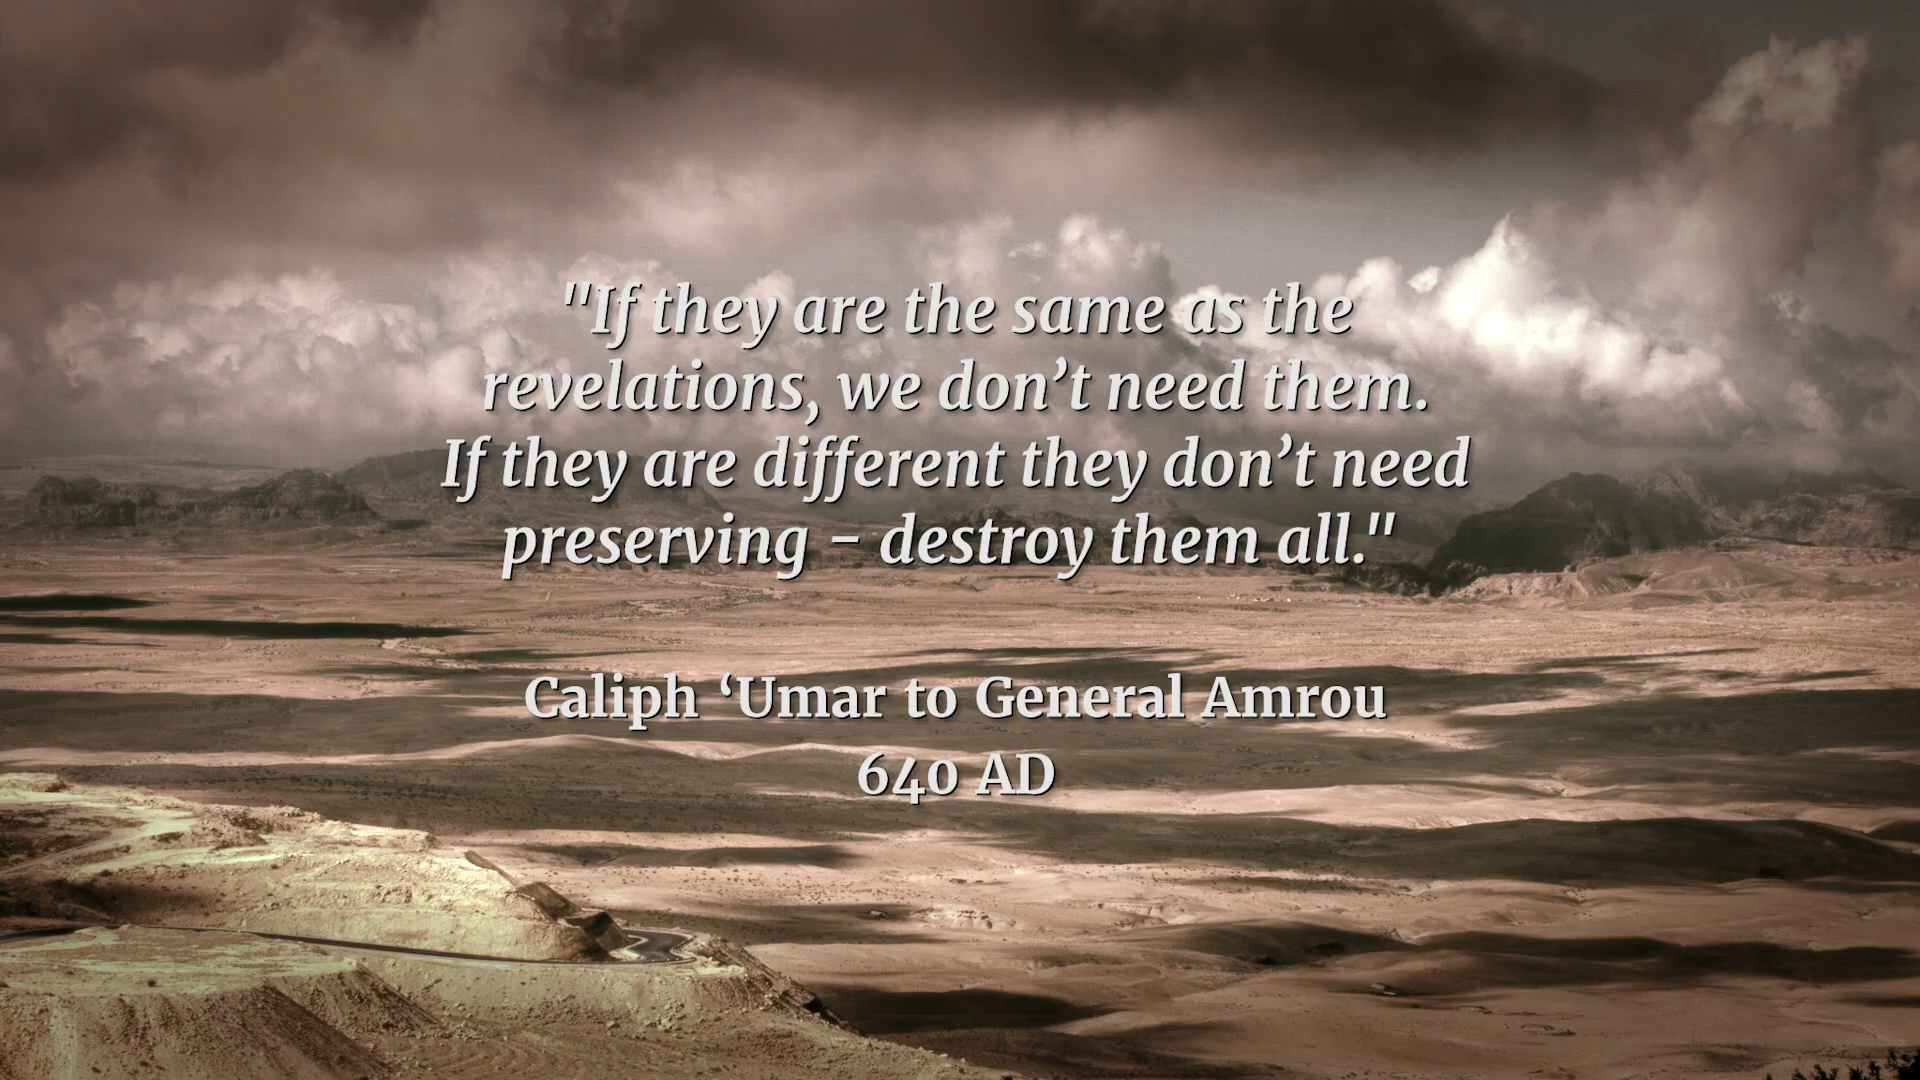 "If they are the same as the
revelations, we don’t need them.
If they are different they don’t need
preserving - destroy them all."
Caliph ‘Umar to General Amrou
640 AD